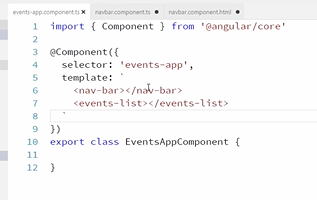 events-app.component.ts × navbar.component.ts ● navbar.component.html ●
1 import { Component } from '@angular/core'
2
3 @Component({
4 selector: 'events-app',
5 template: `
6 <nav-bar></nav-bar>
7 <events-list></events-list>
8 `
9 })
10 export class EventsAppComponent {
11
12 }